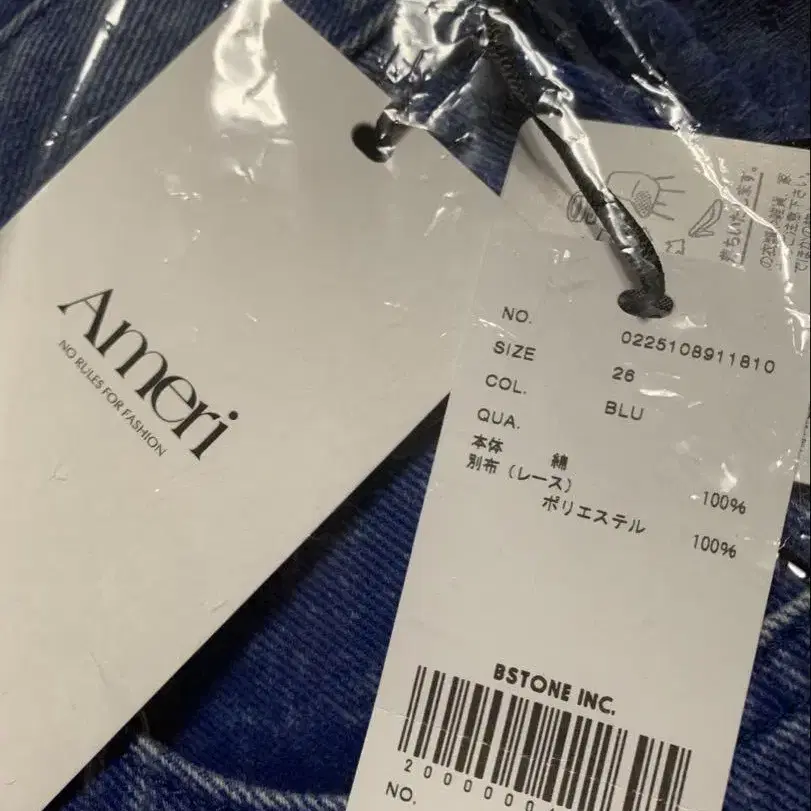 Ameri
NO RULES FOR FASHION
NO. 0225108911810
SIZE 26
COL. BLU
QUA.
本体 綿 100%
別布(レース)
ポリエステル 100%
BSTONE INC.
NO.